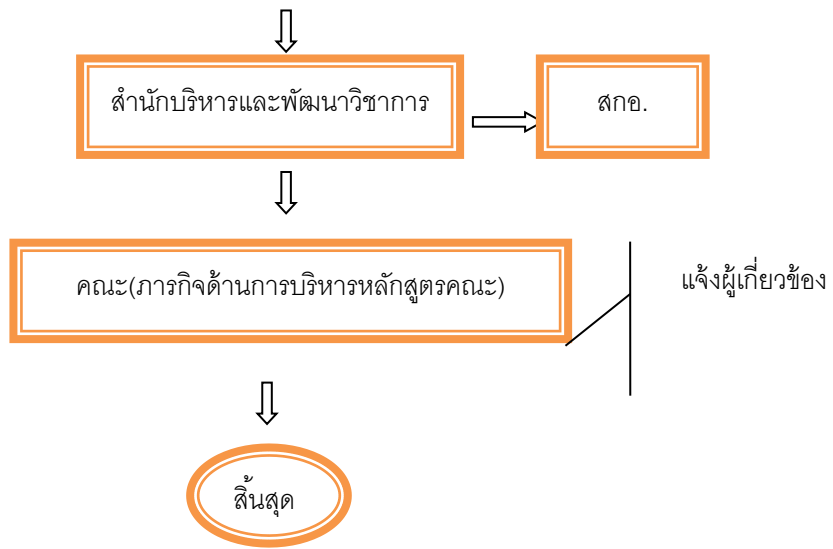 สำนักบริหารและพัฒนาวิชาการ
สกอ.
คณะ(ภารกิจด้านการบริหารหลักสูตรคณะ)
แจ้งผู้เกี่ยวข้อง
สิ้นสุด